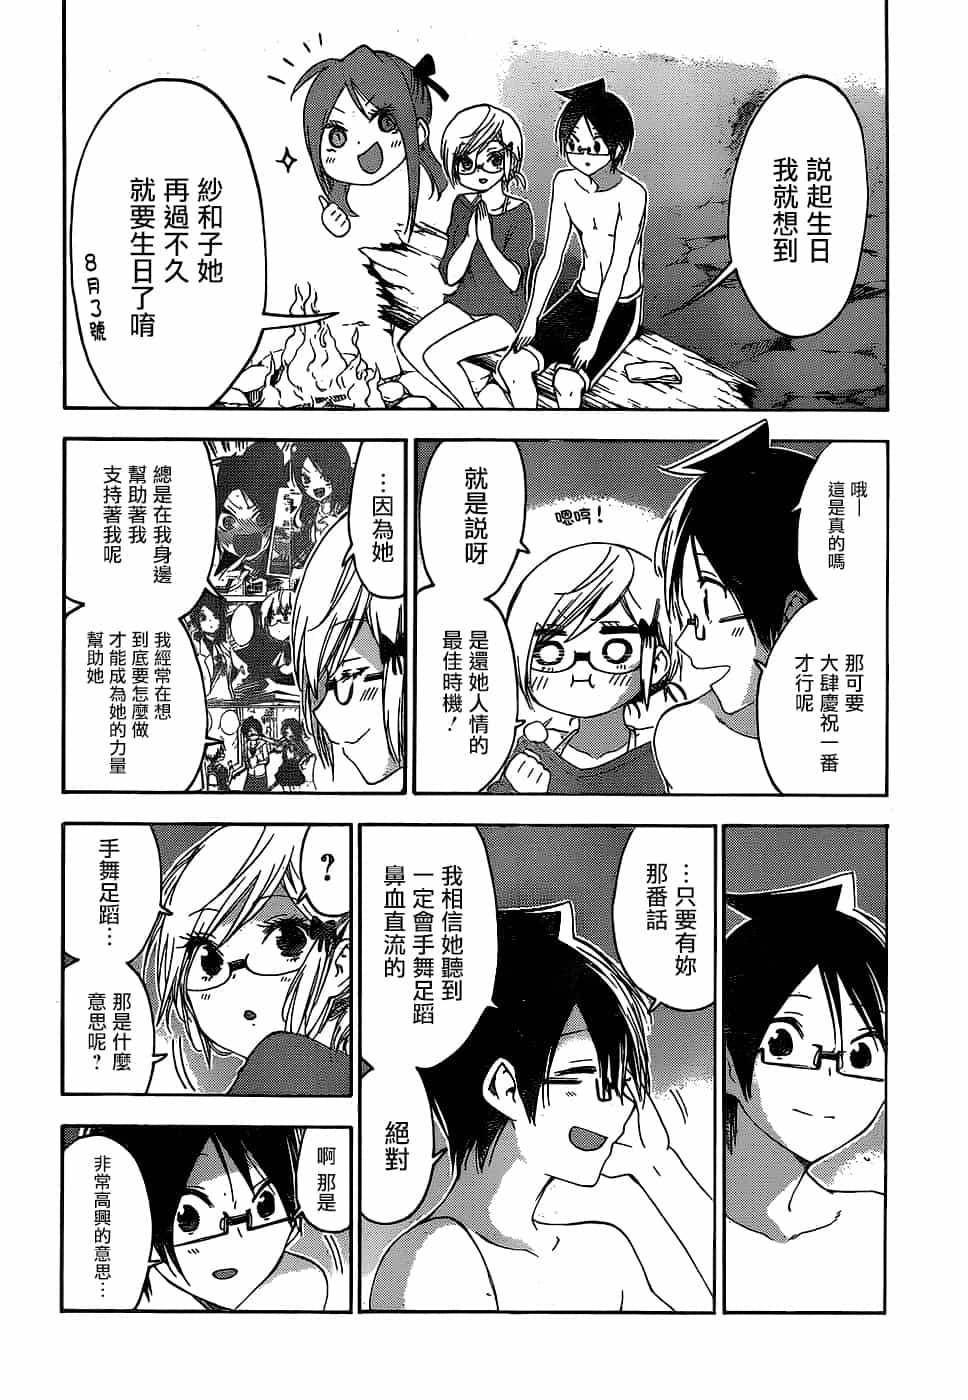 説起生日
我就想到
紗和子她
再過不久
就要生日了唷
8月3號
哦—
這是真的嗎
那可要
大肆慶祝一番
才行呢
嗯哼！
就是説呀
是還她人情的
最佳時機！
…因為她
總是在我身邊
幫助著我
支持著我呢
我經常在想
到底要怎麼做
才能成為她的力量
幫助她
…只要有妳
那番話
我相信她聽到
一定會手舞足蹈
鼻血直流的
絕對
？
手舞足蹈…
那是什麼
意思呢？
啊那是
非常高興的意思…